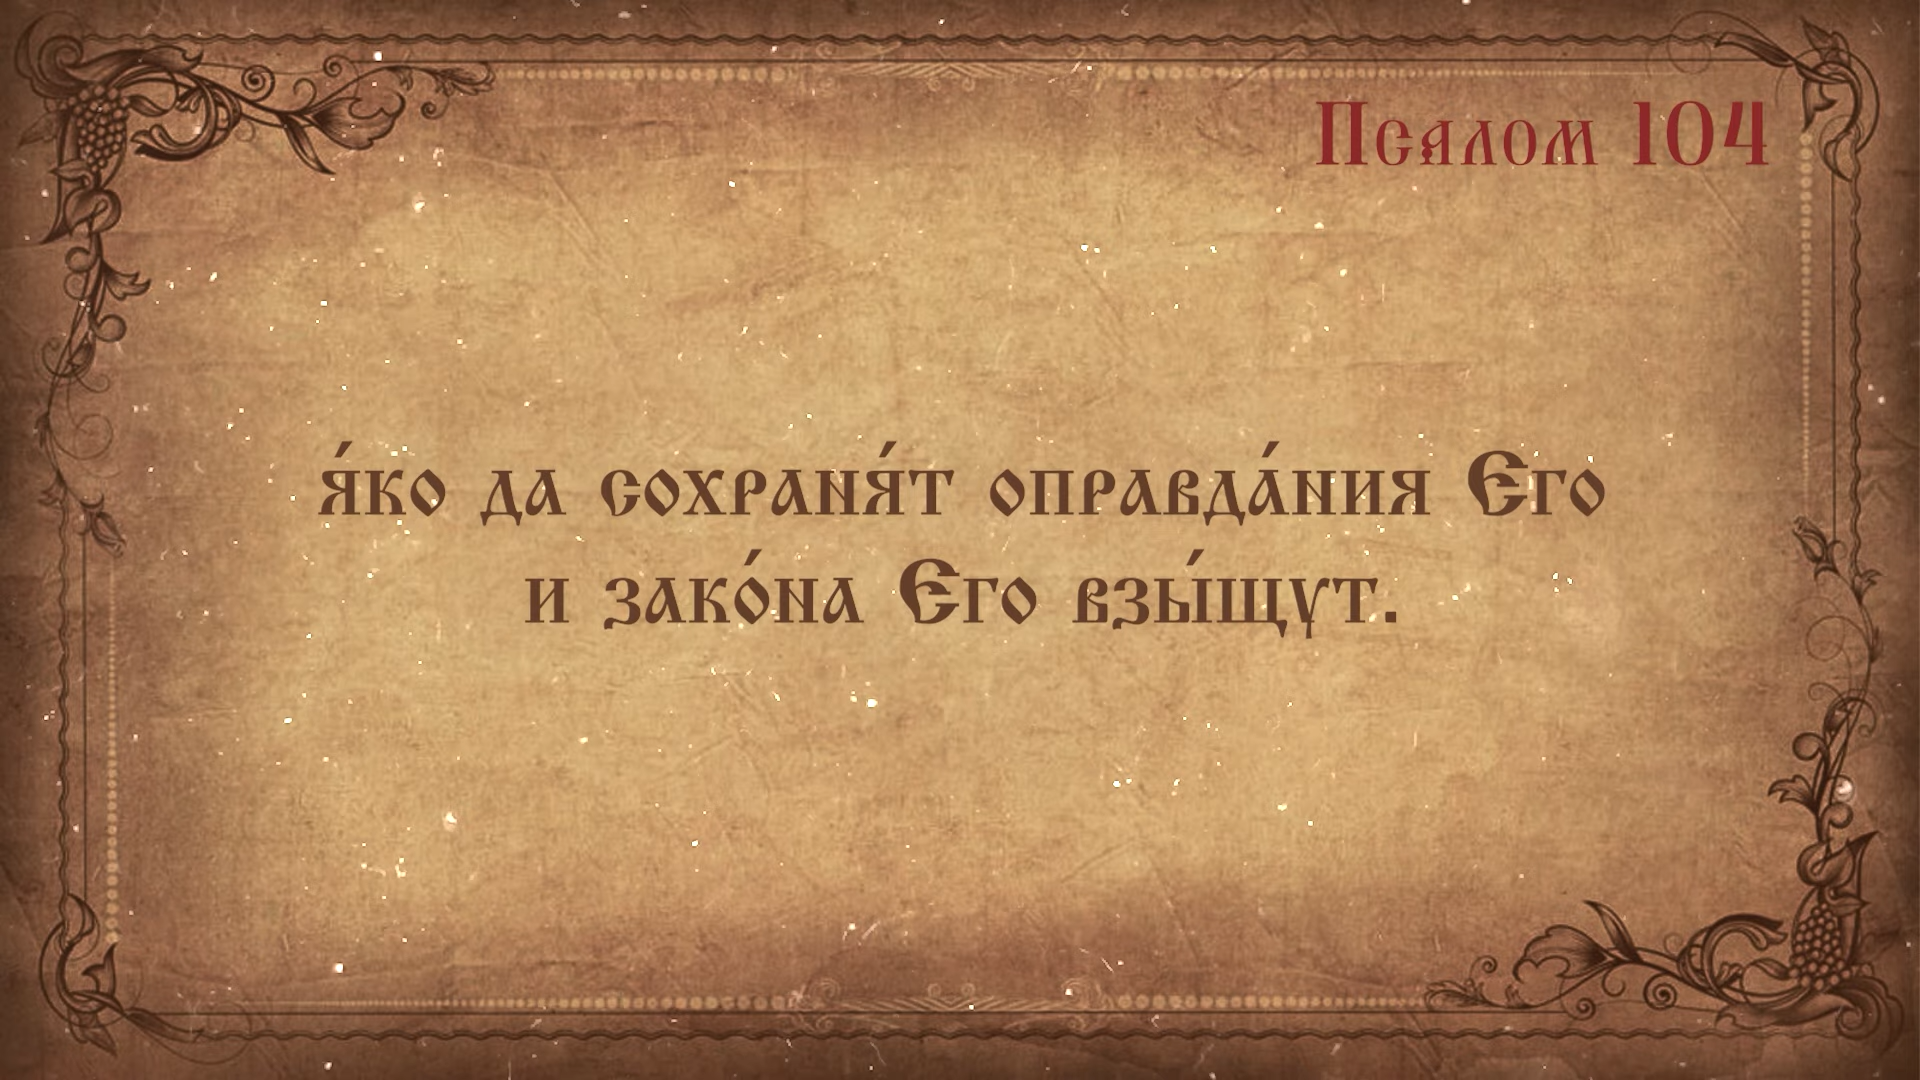 Псалом 104
я́ко да сохраня́т оправда́ния Его
и зако́на Его взы́щут.